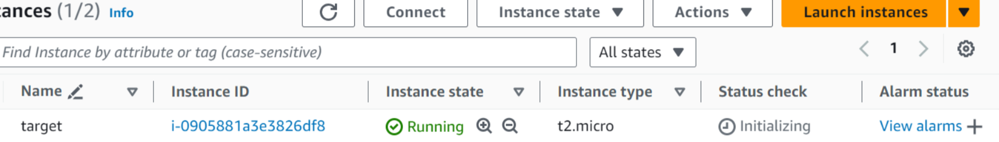 tances (1/2) Info Connect Instance state Actions Launch instances
Find Instance by attribute or tag (case-sensitive) All states 1
Name Instance ID Instance state Instance type Status check Alarm status
target i-0905881a3e3826df8 Running t2.micro Initializing View alarms +